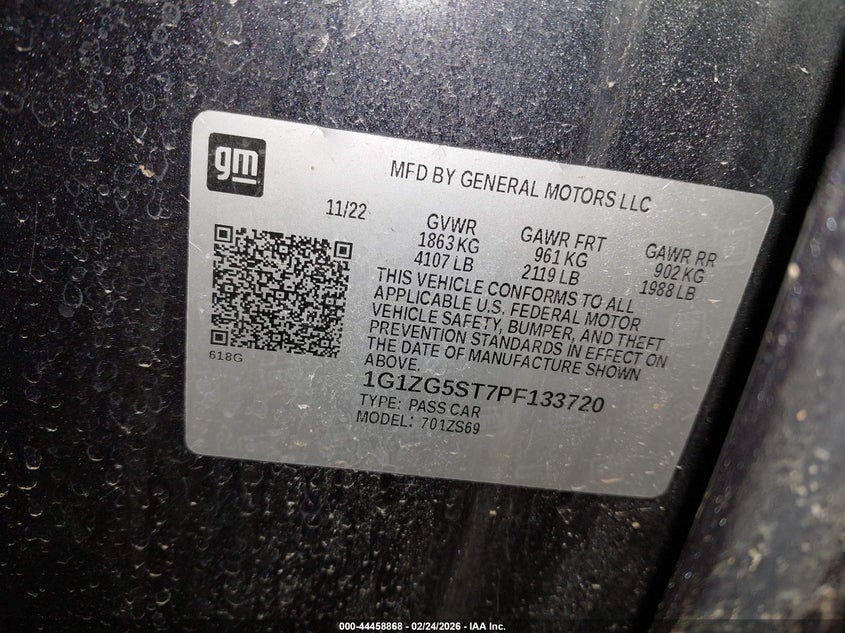 gm
MFD BY GENERAL MOTORS LLC
11/22
GVWR
1863 KG
4107 LB
GAWR FRT
961 KG
2119 LB
GAWR RR
902 KG
1988 LB
THIS VEHICLE CONFORMS TO ALL
APPLICABLE U.S. FEDERAL MOTOR
VEHICLE SAFETY, BUMPER, AND THEFT
PREVENTION STANDARDS IN EFFECT ON
THE DATE OF MANUFACTURE SHOWN
ABOVE.
618G
1G1ZG5ST7PF133720
TYPE: PASS CAR
MODEL: 701ZS69
000-44458868 - 02/24/2026 - IAA Inc.